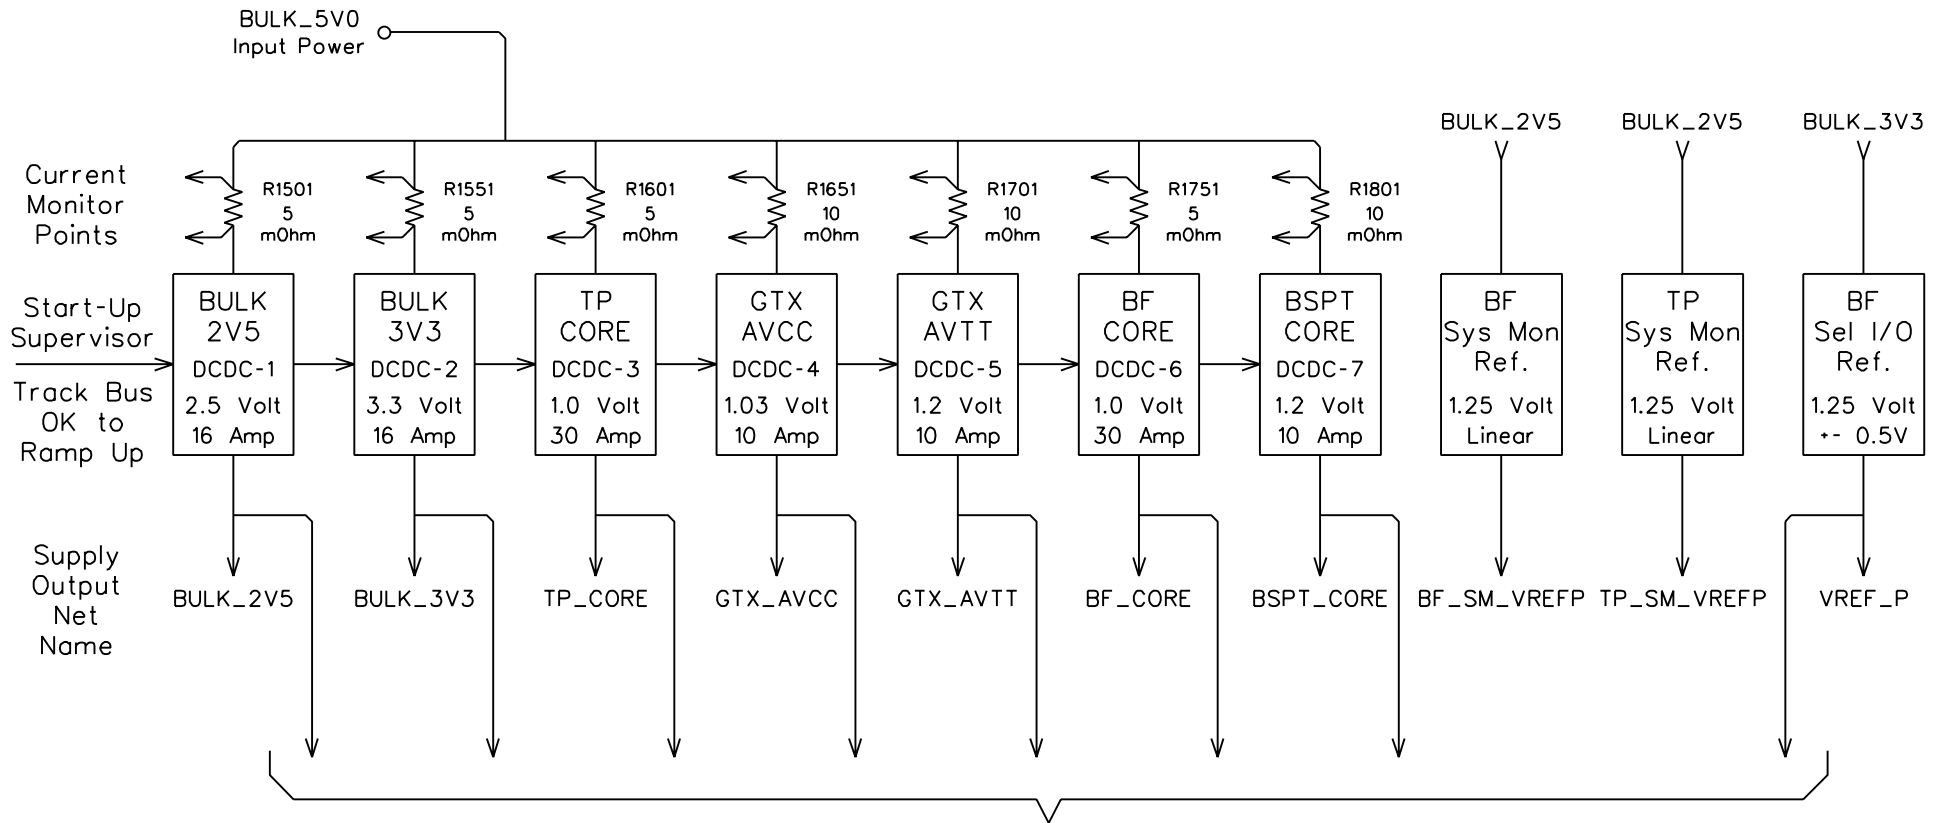 BULK_5V0
Input Power
BULK_2V5
BULK_2V5
BULK_3V3
Current
Monitor
Points
R1501
5
mOhm
R1551
5
mOhm
R1601
5
mOhm
R1651
10
mOhm
R1701
10
mOhm
R1751
5
mOhm
R1801
10
mOhm
Start-Up
Supervisor
Track Bus
OK to
Ramp Up
BULK
2V5
DCDC-1
2.5 Volt
16 Amp
BULK
3V3
DCDC-2
3.3 Volt
16 Amp
TP
CORE
DCDC-3
1.0 Volt
30 Amp
GTX
AVCC
DCDC-4
1.03 Volt
10 Amp
GTX
AVTT
DCDC-5
1.2 Volt
10 Amp
BF
CORE
DCDC-6
1.0 Volt
30 Amp
BSPT
CORE
DCDC-7
1.2 Volt
10 Amp
BF
Sys Mon
Ref.
1.25 Volt
Linear
TP
Sys Mon
Ref.
1.25 Volt
Linear
BF
Sel I/O
Ref.
1.25 Volt
+- 0.5V
Supply
Output
Net
Name
BULK_2V5
BULK_3V3
TP_CORE
GTX_AVCC
GTX_AVTT
BF_CORE
BSPT_CORE
BF_SM_VREFP
TP_SM_VREFP
VREF_P